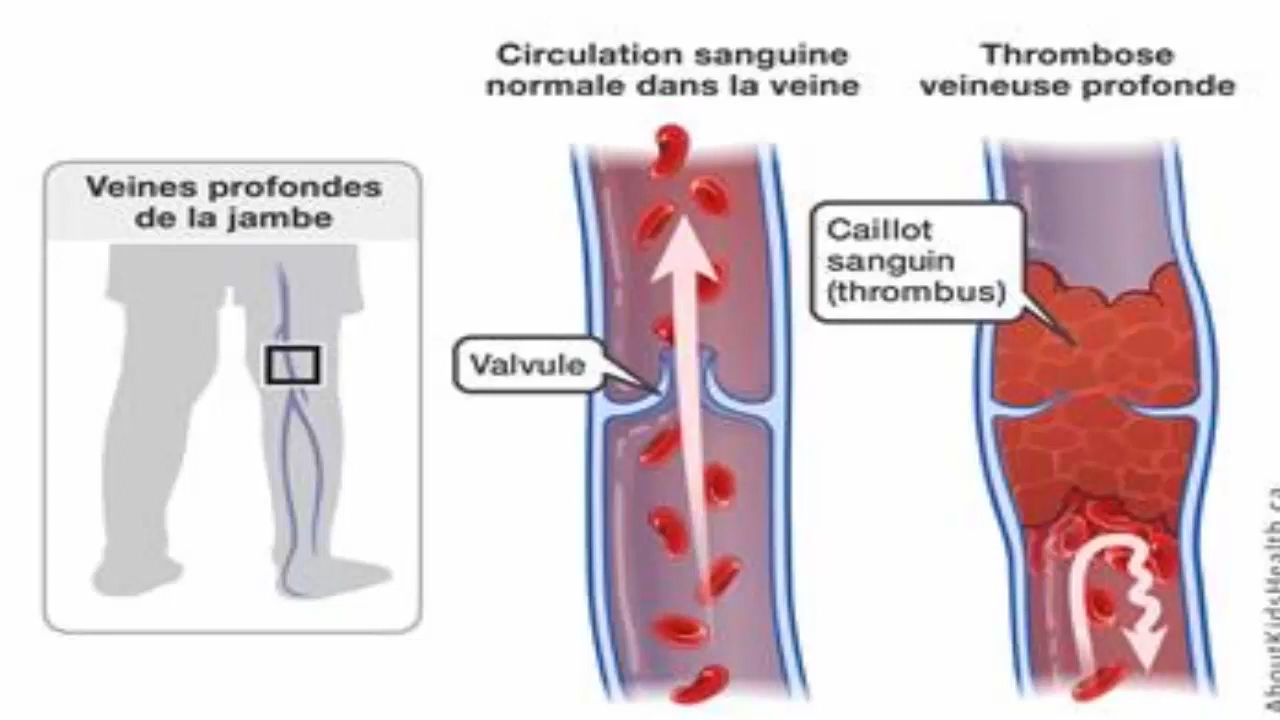 Circulation sanguine
normale dans la veine
Thrombose
veineuse profonde
Veines profondes
de la jambe
Caillot
sanguin
(thrombus)
Valvule
AboutKidsHealth.ca